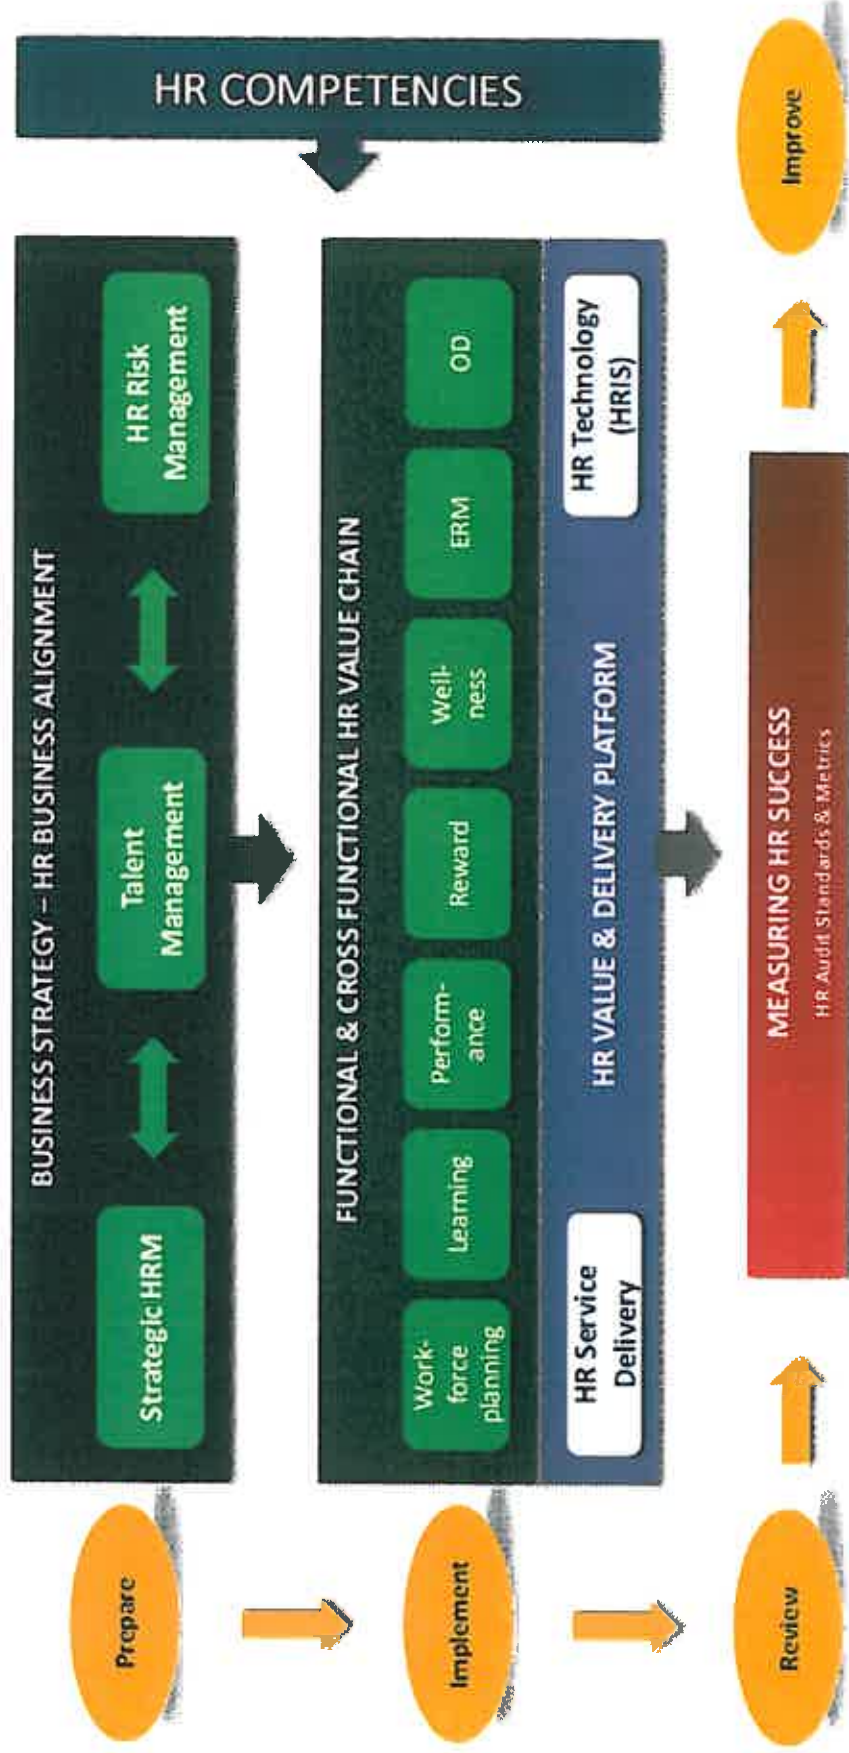 Prepare
BUSINESS STRATEGY – HR BUSINESS ALIGNMENT
Strategic HRM
Talent
Management
HR Risk
Management
HR COMPETENCIES
Implement
FUNCTIONAL & CROSS FUNCTIONAL HR VALUE CHAIN
Work-
force
planning
Learning
Perform-
ance
Reward
Well-
ness
ERM
OD
HR Service
Delivery
HR VALUE & DELIVERY PLATFORM
HR Technology
(HRIS)
Review
MEASURING HR SUCCESS
HR Audit Standards & Metrics
Improve